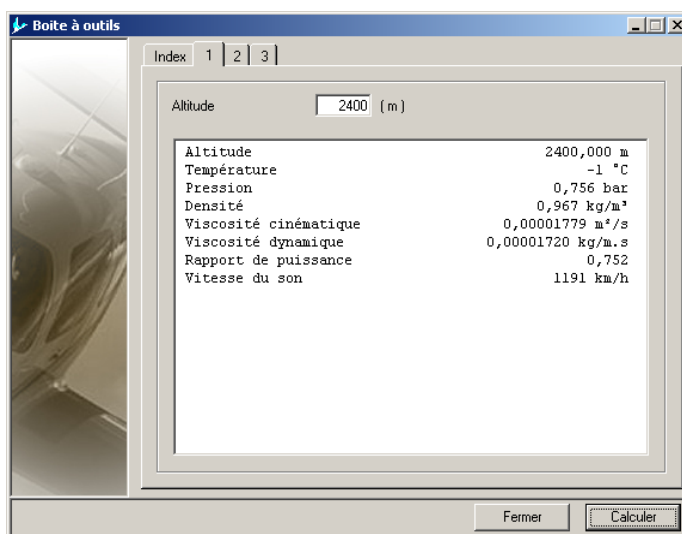 Boite à outils
Index 1 2 3
Altitude 2400 (m)
Altitude 2400,000 m
Température -1 °C
Pression 0,756 bar
Densité 0,967 kg/m³
Viscosité cinématique 0,00001779 m²/s
Viscosité dynamique 0,00001720 kg/m.s
Rapport de puissance 0,752
Vitesse du son 1191 km/h
Fermer Calculer